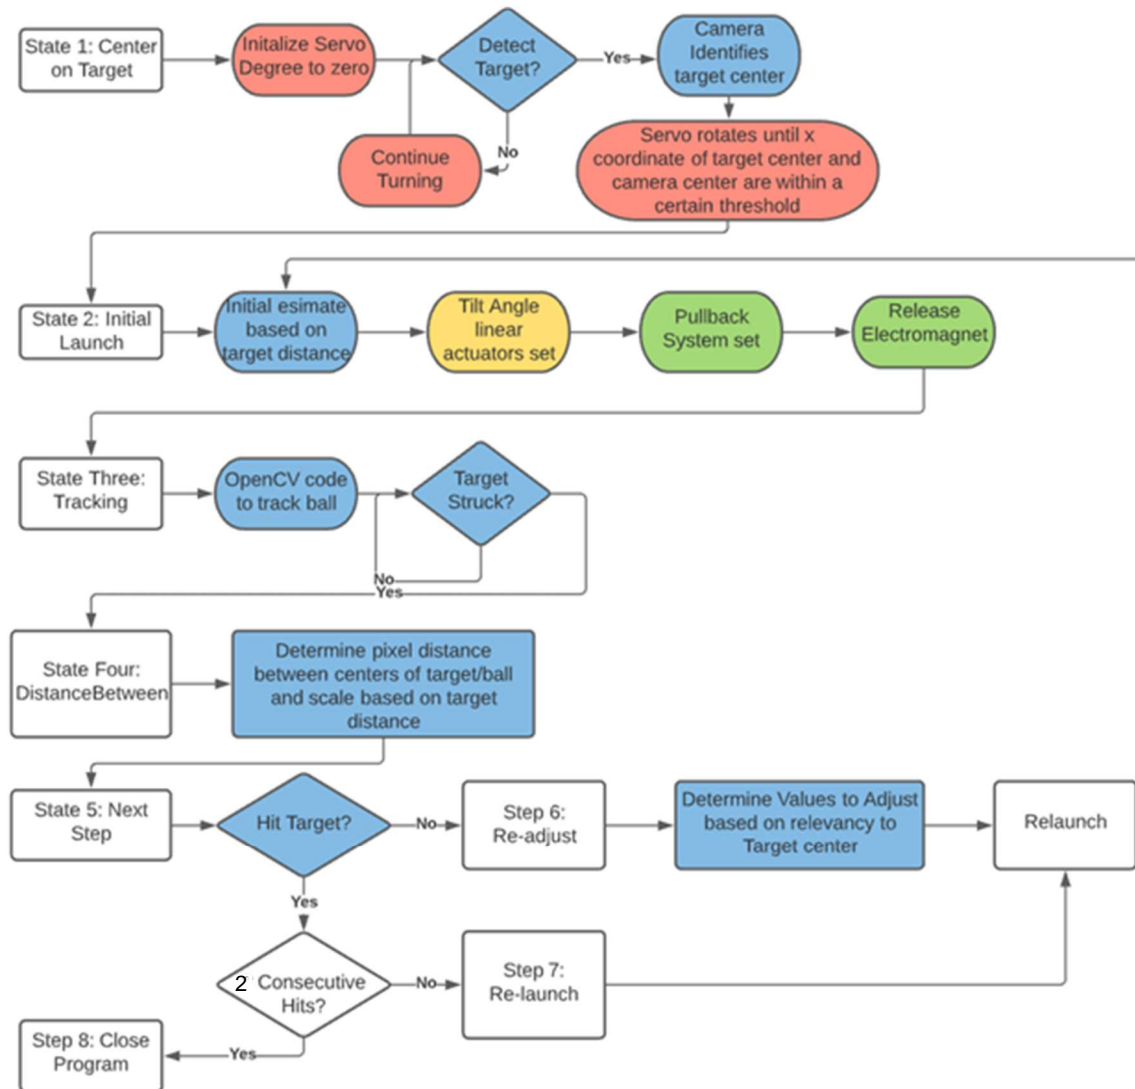 State 1: Center
on Target
Initalize Servo
Degree to zero
Detect
Target?
Yes
Camera
Identifies
target center
No
Continue
Turning
Servo rotates until x
coordinate of target center and
camera center are within a
certain threshold
State 2: Initial
Launch
Initial esimate
based on
target distance
Tilt Angle
linear
actuators set
Pullback
System set
Release
Electromagnet
State Three:
Tracking
OpenCV code
to track ball
Target
Struck?
No
Yes
State Four:
DistanceBetween
Determine pixel distance
between centers of target/ball
and scale based on target
distance
State 5: Next
Step
Hit Target?
No
Step 6:
Re-adjust
Determine Values to Adjust
based on relevancy to
Target center
Relaunch
Yes
2 Consecutive
Hits?
No
Step 7:
Re-launch
Yes
Step 8: Close
Program